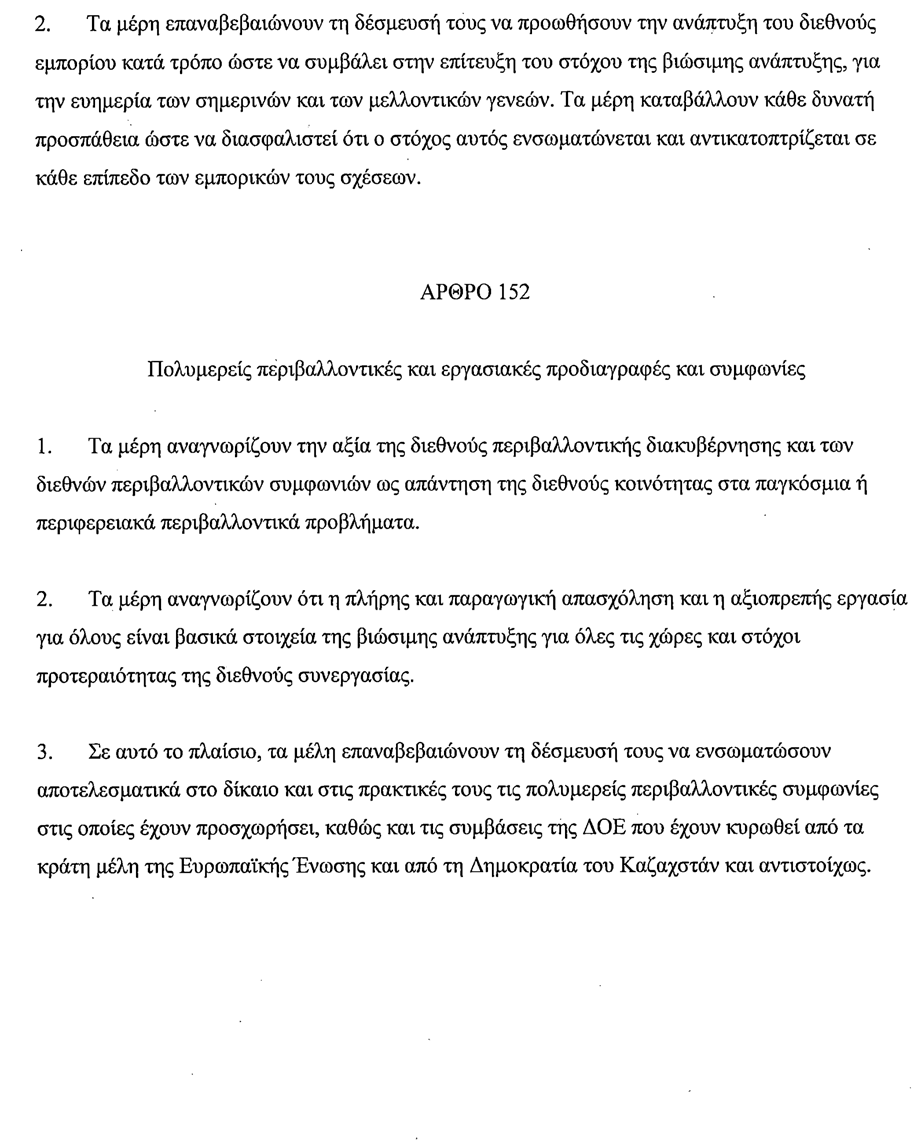 2. Τα μέρη επαναβεβαιώνουν τη δέσμευσή τους να προωθήσουν την ανάπτυξη του διεθνούς
εμπορίου κατά τρόπο ώστε να συμβάλει στην επίτευξη του στόχου της βιώσιμης ανάπτυξης, για
την ευημερία των σημερινών και των μελλοντικών γενεών. Τα μέρη καταβάλλουν κάθε δυνατή
προσπάθεια ώστε να διασφαλιστεί ότι ο στόχος αυτός ενσωματώνεται και αντικατοπτρίζεται σε
κάθε επίπεδο των εμπορικών τους σχέσεων.
ΑΡΘΡΟ 152
Πολυμερείς περιβαλλοντικές και εργασιακές προδιαγραφές και συμφωνίες
1. Τα μέρη αναγνωρίζουν την αξία της διεθνούς περιβαλλοντικής διακυβέρνησης και των
διεθνών περιβαλλοντικών συμφωνιών ως απάντηση της διεθνούς κοινότητας στα παγκόσμια ή
περιφερειακά περιβαλλοντικά προβλήματα.
2. Τα μέρη αναγνωρίζουν ότι η πλήρης και παραγωγική απασχόληση και η αξιοπρεπής εργασία
για όλους είναι βασικά στοιχεία της βιώσιμης ανάπτυξης για όλες τις χώρες και στόχοι
προτεραιότητας της διεθνούς συνεργασίας.
3. Σε αυτό το πλαίσιο, τα μέλη επαναβεβαιώνουν τη δέσμευσή τους να ενσωματώσουν
αποτελεσματικά στο δίκαιο και στις πρακτικές τους τις πολυμερείς περιβαλλοντικές συμφωνίες
στις οποίες έχουν προσχωρήσει, καθώς και τις συμβάσεις της ΔΟΕ που έχουν κυρωθεί από τα
κράτη μέλη της Ευρωπαϊκής Ένωσης και από τη Δημοκρατία του Καζαχστάν και αντιστοίχως.